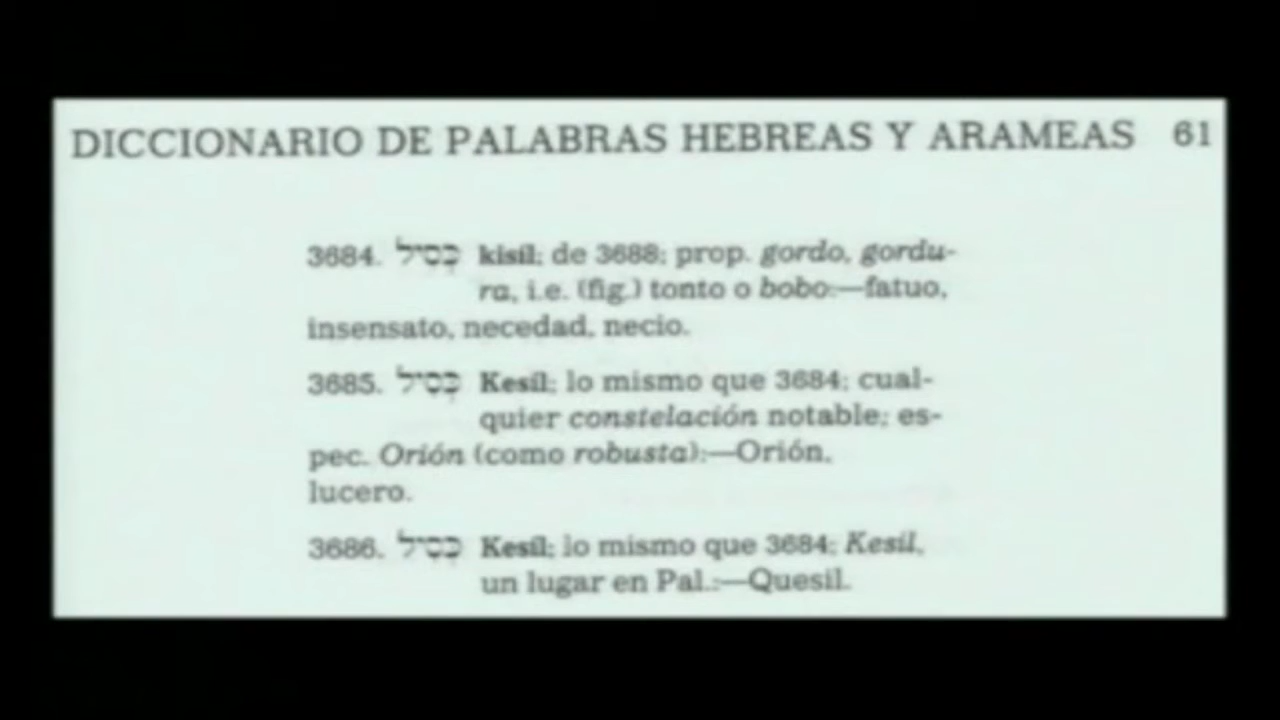 DICCIONARIO DE PALABRAS HEBREAS Y ARAMEAS 61
3684. כְּסִיל kisíl; de 3688; prop. gordo, gordu-
ra, i.e. (fig.) tonto o bobo:—fatuo,
insensato, necedad, necio.
3685. כְּסִיל Kesíl; lo mismo que 3684; cual-
quier constelación notable; es-
pec. Orión (como robusta):—Orión,
lucero.
3686. כְּסִיל Kesíl; lo mismo que 3684; Kesil,
un lugar en Pal.:—Quesil.